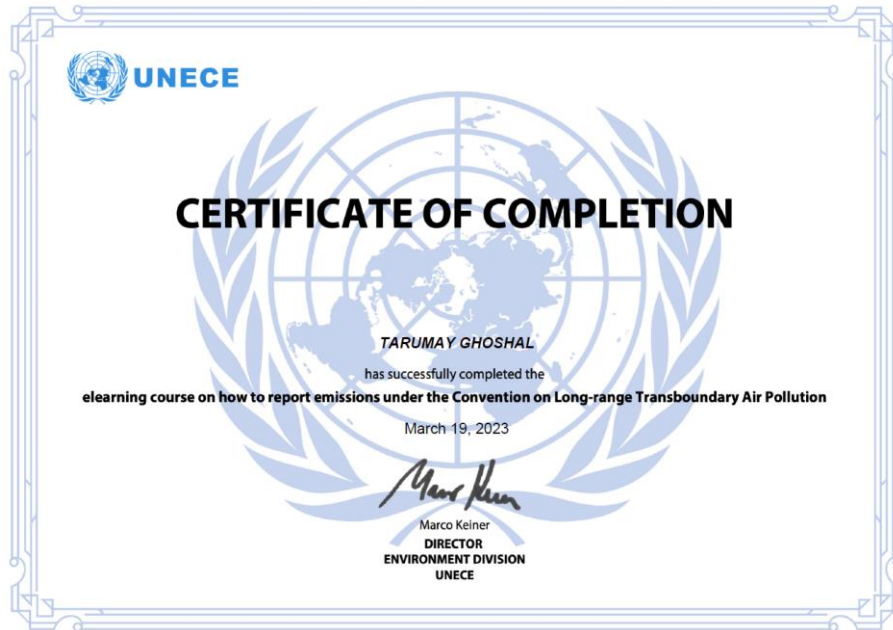 UNECE
CERTIFICATE OF COMPLETION
TARUMAY GHOSHAL
has successfully completed the
elearning course on how to report emissions under the Convention on Long-range Transboundary Air Pollution
March 19, 2023
Marco Keiner
DIRECTOR
ENVIRONMENT DIVISION
UNECE